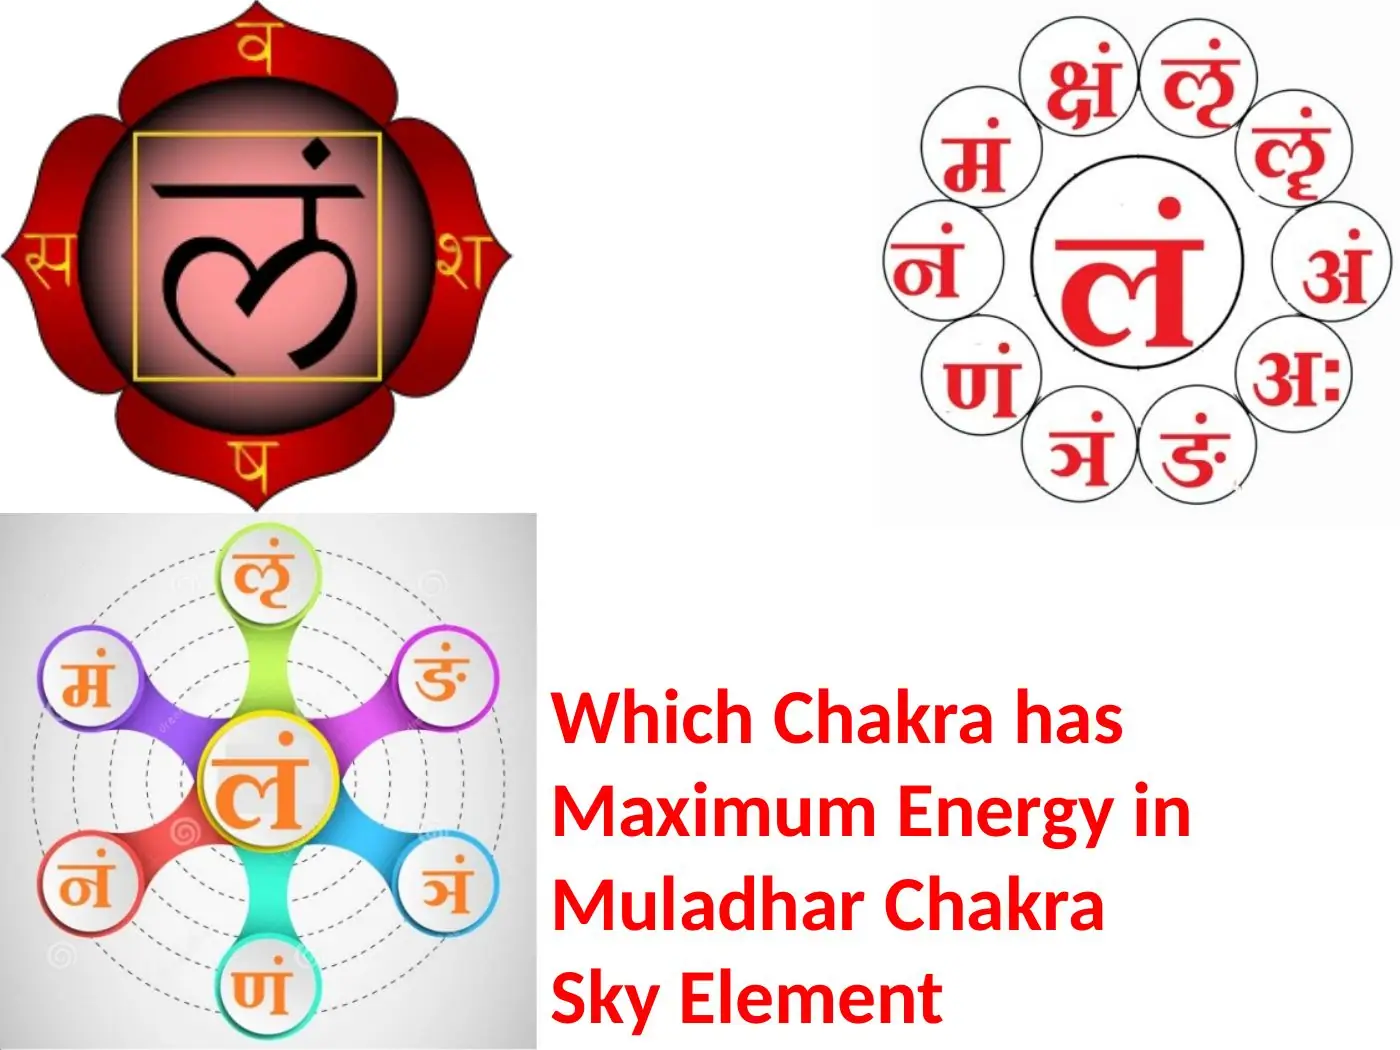 व
स
लं
श
ष
क्षं
लृं
मं
लॄं
नं
लं
अं
णं
अः
ञं
ङं
लृं
मं
ङं
लं
नं
ञं
णं
Which Chakra has
Maximum Energy in
Muladhar Chakra
Sky Element